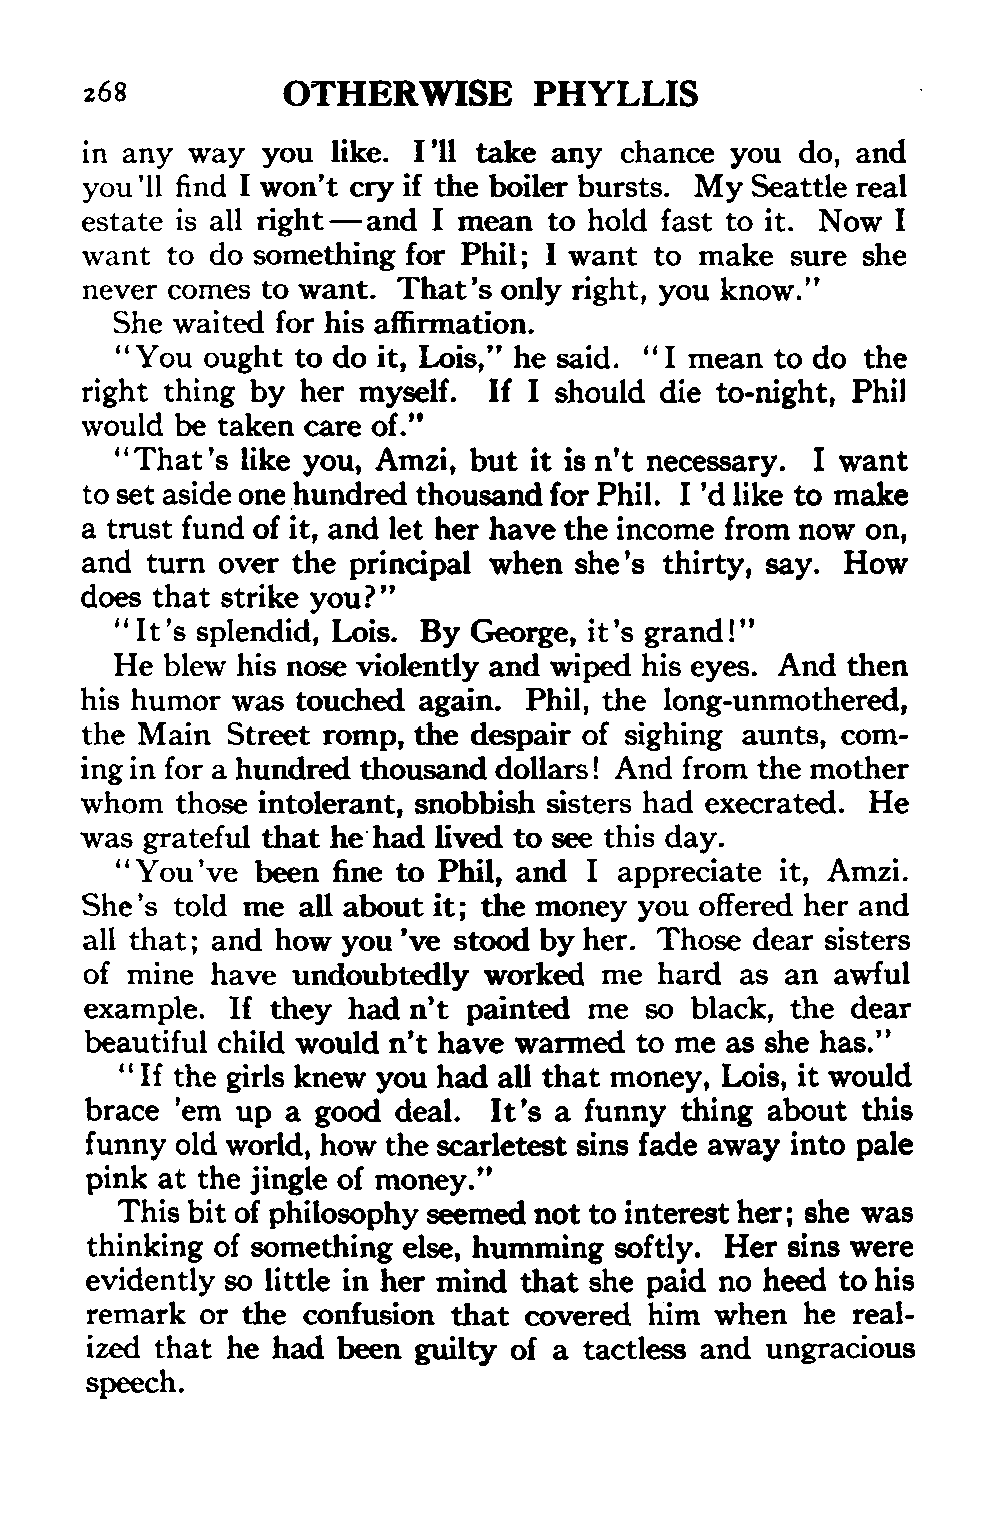 268 OTHERWISE PHYLLIS
in any way you like. I'll take any chance you do, and
you'll find I won't cry if the boiler bursts. My Seattle real
estate is all right—and I mean to hold fast to it. Now I
want to do something for Phil; I want to make sure she
never comes to want. That's only right, you know."
She waited for his affirmation.
"You ought to do it, Lois," he said. "I mean to do the
right thing by her myself. If I should die to-night, Phil
would be taken care of."
"That's like you, Amzi, but it is n't necessary. I want
to set aside one hundred thousand for Phil. I 'd like to make
a trust fund of it, and let her have the income from now on,
and turn over the principal when she's thirty, say. How
does that strike you?"
"It's splendid, Lois. By George, it's grand!"
He blew his nose violently and wiped his eyes. And then
his humor was touched again. Phil, the long-unmothered,
the Main Street romp, the despair of sighing aunts, com-
ing in for a hundred thousand dollars! And from the mother
whom those intolerant, snobbish sisters had execrated. He
was grateful that he had lived to see this day.
"You've been fine to Phil, and I appreciate it, Amzi.
She's told me all about it; the money you offered her and
all that; and how you 've stood by her. Those dear sisters
of mine have undoubtedly worked me hard as an awful
example. If they had n't painted me so black, the dear
beautiful child would n't have warmed to me as she has."
"If the girls knew you had all that money, Lois, it would
brace 'em up a good deal. It's a funny thing about this
funny old world, how the scarletest sins fade away into pale
pink at the jingle of money."
This bit of philosophy seemed not to interest her; she was
thinking of something else, humming softly. Her sins were
evidently so little in her mind that she paid no heed to his
remark or the confusion that covered him when he real-
ized that he had been guilty of a tactless and ungracious
speech.